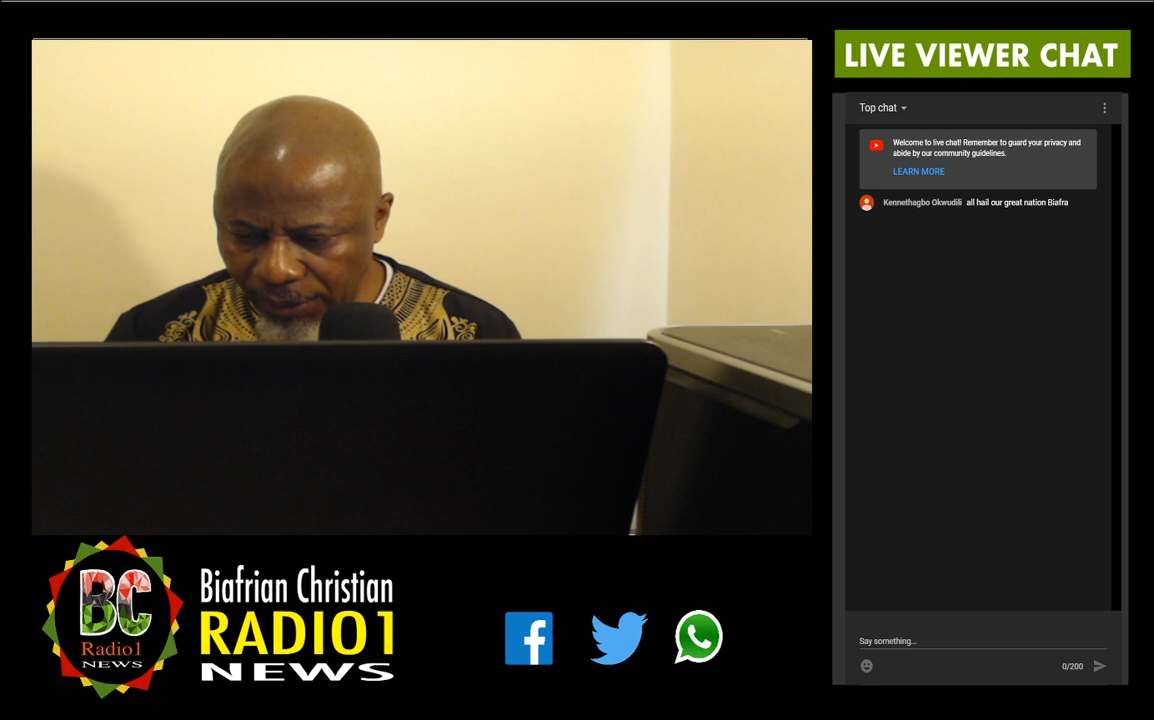 LIVE VIEWER CHAT
Top chat
Welcome to live chat! Remember to guard your privacy and
abide by our community guidelines.
LEARN MORE
Kennethagbo Okwudili all hail our great nation Biafra
Say something...
0/200
BC
Radio1
NEWS
Biafrian Christian
RADIO1
NEWS